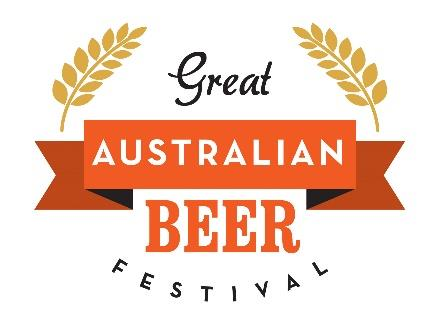 Great
AUSTRALIAN
BEER
FESTIVAL